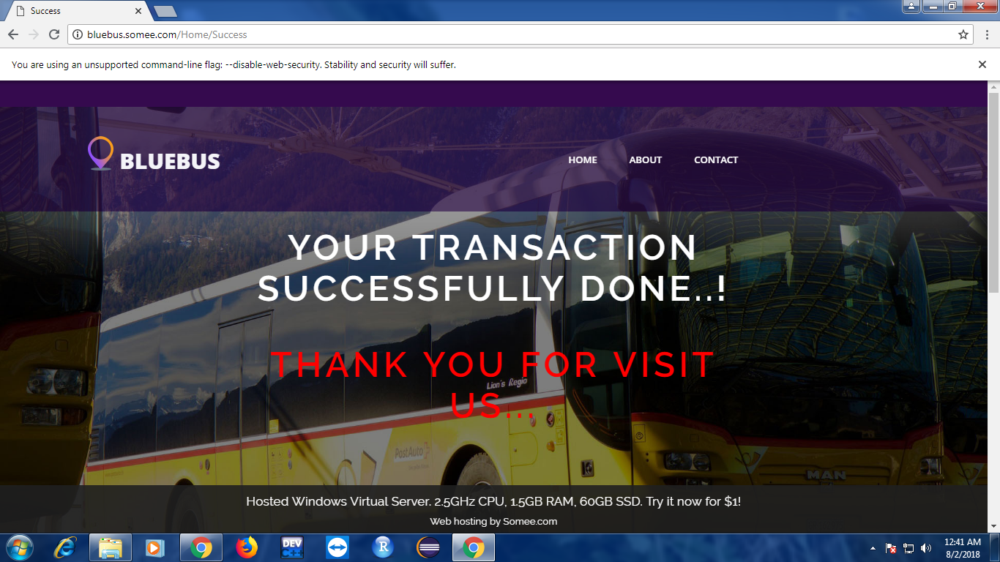 Success
bluebus.somee.com/Home/Success
You are using an unsupported command-line flag: --disable-web-security. Stability and security will suffer.
BLUEBUS
HOME
ABOUT
CONTACT
YOUR TRANSACTION
SUCCESSFULLY DONE..!
THANK YOU FOR VISIT
US...
Lion's Regio
PostAuto
MAN
Hosted Windows Virtual Server. 2.5GHz CPU, 1.5GB RAM, 60GB SSD. Try it now for $1!
Web hosting by Somee.com
DEV
C++
R
12:41 AM
8/2/2018